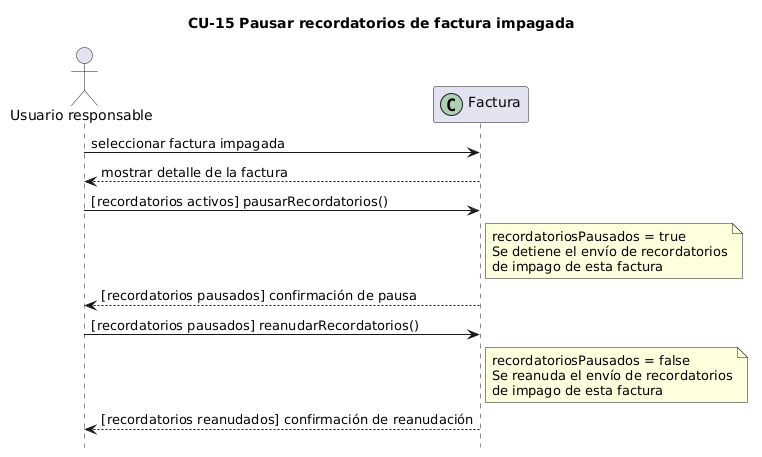 CU-15 Pausar recordatorios de factura impagada
Usuario responsable
C Factura
seleccionar factura impagada
mostrar detalle de la factura
[recordatorios activos] pausarRecordatorios()
recordatoriosPausados = true
Se detiene el envío de recordatorios
de impago de esta factura
[recordatorios pausados] confirmación de pausa
[recordatorios pausados] reanudarRecordatorios()
recordatoriosPausados = false
Se reanuda el envío de recordatorios
de impago de esta factura
[recordatorios reanudados] confirmación de reanudación